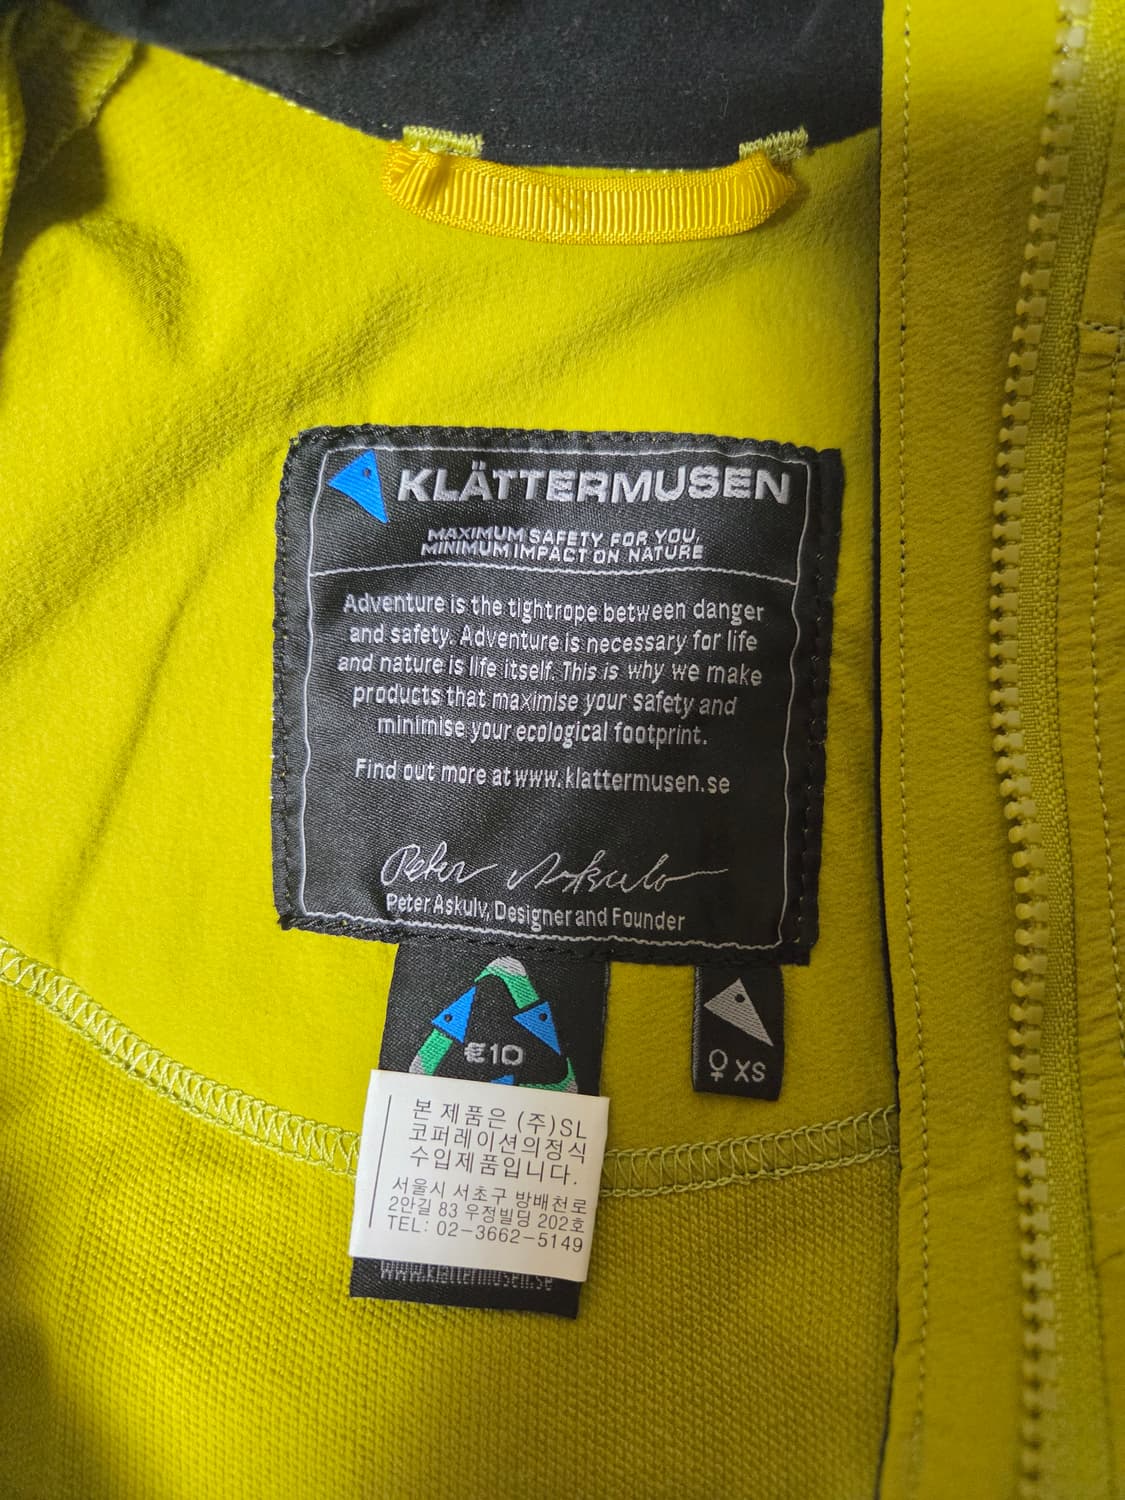 KLÄTTERMUSEN
MAXIMUM SAFETY FOR YOU,
MINIMUM IMPACT ON NATURE
Adventure is the tightrope between danger
and safety. Adventure is necessary for life
and nature is life itself. This is why we make
products that maximise your safety and
minimise your ecological footprint.
Find out more at www.klattermusen.se
Peter Askulv
Peter Askulv, Designer and Founder
€10
♀ XS
본 제품은 (주)SL
코퍼레이션의정식
수입제품입니다.
서울시 서초구 방배천로
2안길 83 우정빌딩 202호
TEL: 02-3662-5149
www.klattermusen.se